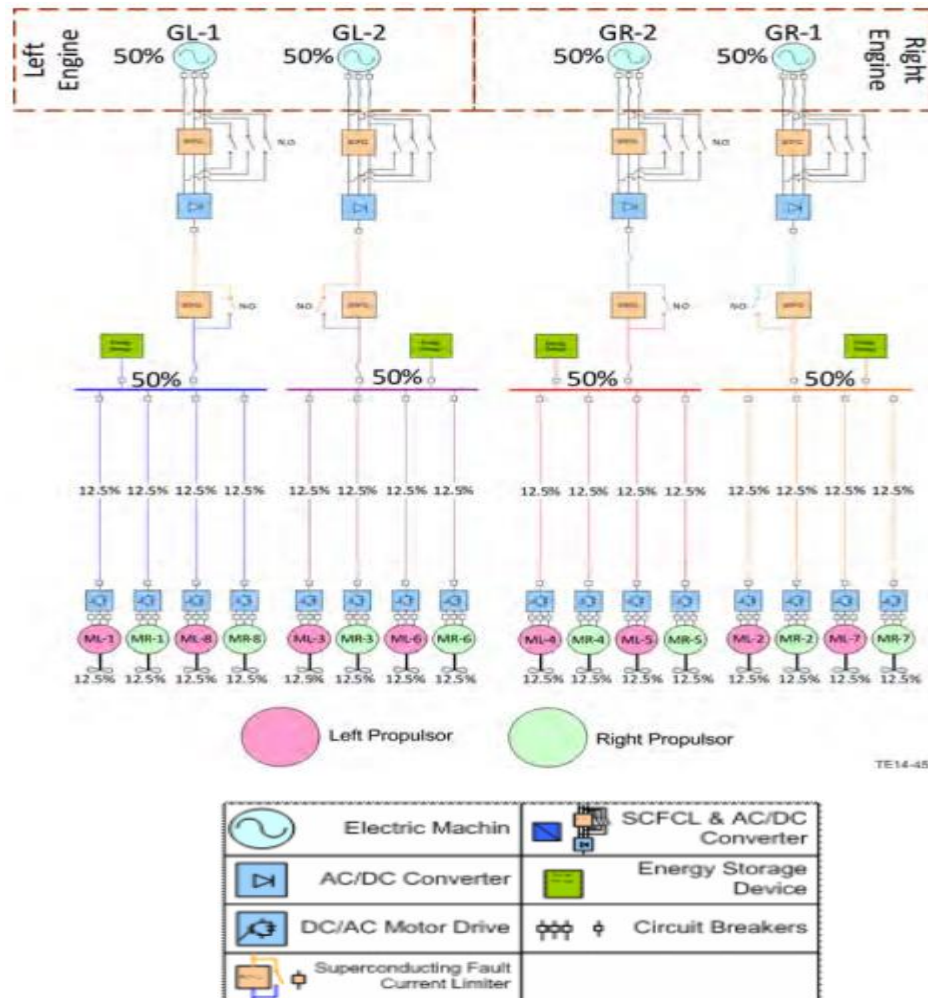 GL-1 GL-2 GR-2 GR-1
Left Engine
Right Engine
50% 50% 50% 50%
N.O N.O
N.O N.O N.O N.O
50% 50% 50% 50%
12.5% 12.5% 12.5% 12.5% 12.5% 12.5% 12.5% 12.5% 12.5% 12.5% 12.5% 12.5% 12.5% 12.5% 12.5% 12.5%
ML-1 MR-1 ML-8 MR-8 ML-3 MR-3 ML-6 MR-6 ML-4 MR-4 ML-5 MR-5 ML-2 MR-2 ML-7 MR-7
12.5% 12.5% 12.5% 12.5% 12.9% 12.5% 12.5% 12.5% 12.5% 12.5% 12.5% 12.5% 12.5% 12.5% 12.5% 12.5%
Left Propulsor
Right Propulsor
TE14-45
Electric Machin
SCFCL & AC/DC
Converter
AC/DC Converter
Energy Storage
Device
DC/AC Motor Drive
Circuit Breakers
Superconducting Fault
Current Limiter